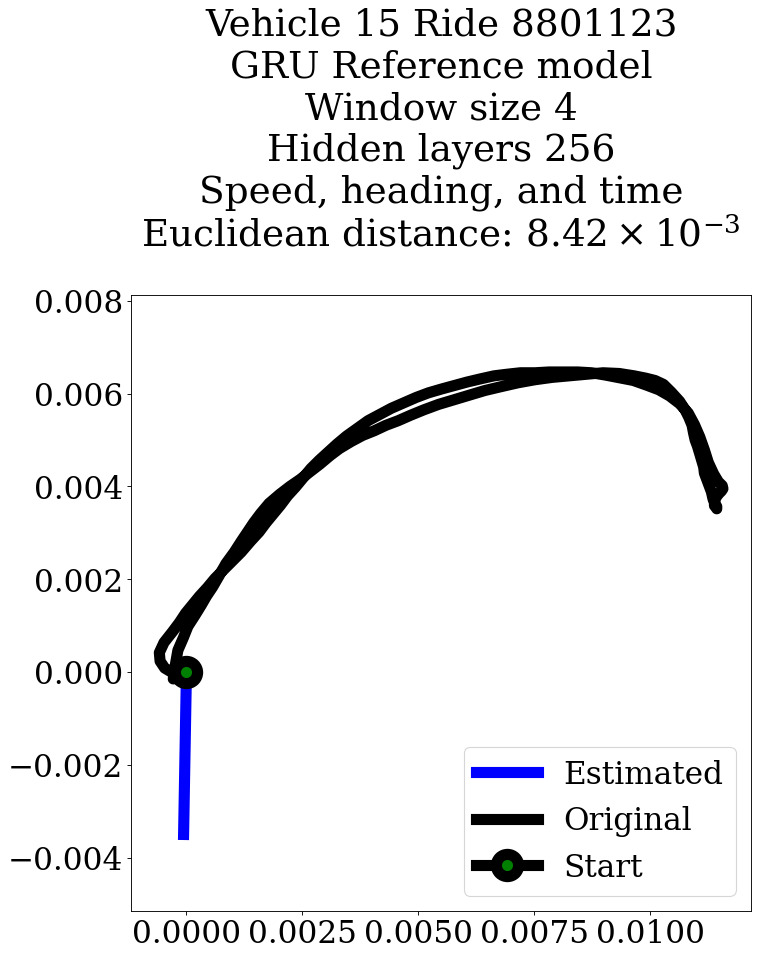 Vehicle 15 Ride 8801123
GRU Reference model
Window size 4
Hidden layers 256
Speed, heading, and time
Euclidean distance: 8.42 × 10⁻³
0.008
0.006
0.004
0.002
0.000
−0.002
−0.004
Estimated
Original
Start
0.0000 0.0025 0.0050 0.0075 0.0100